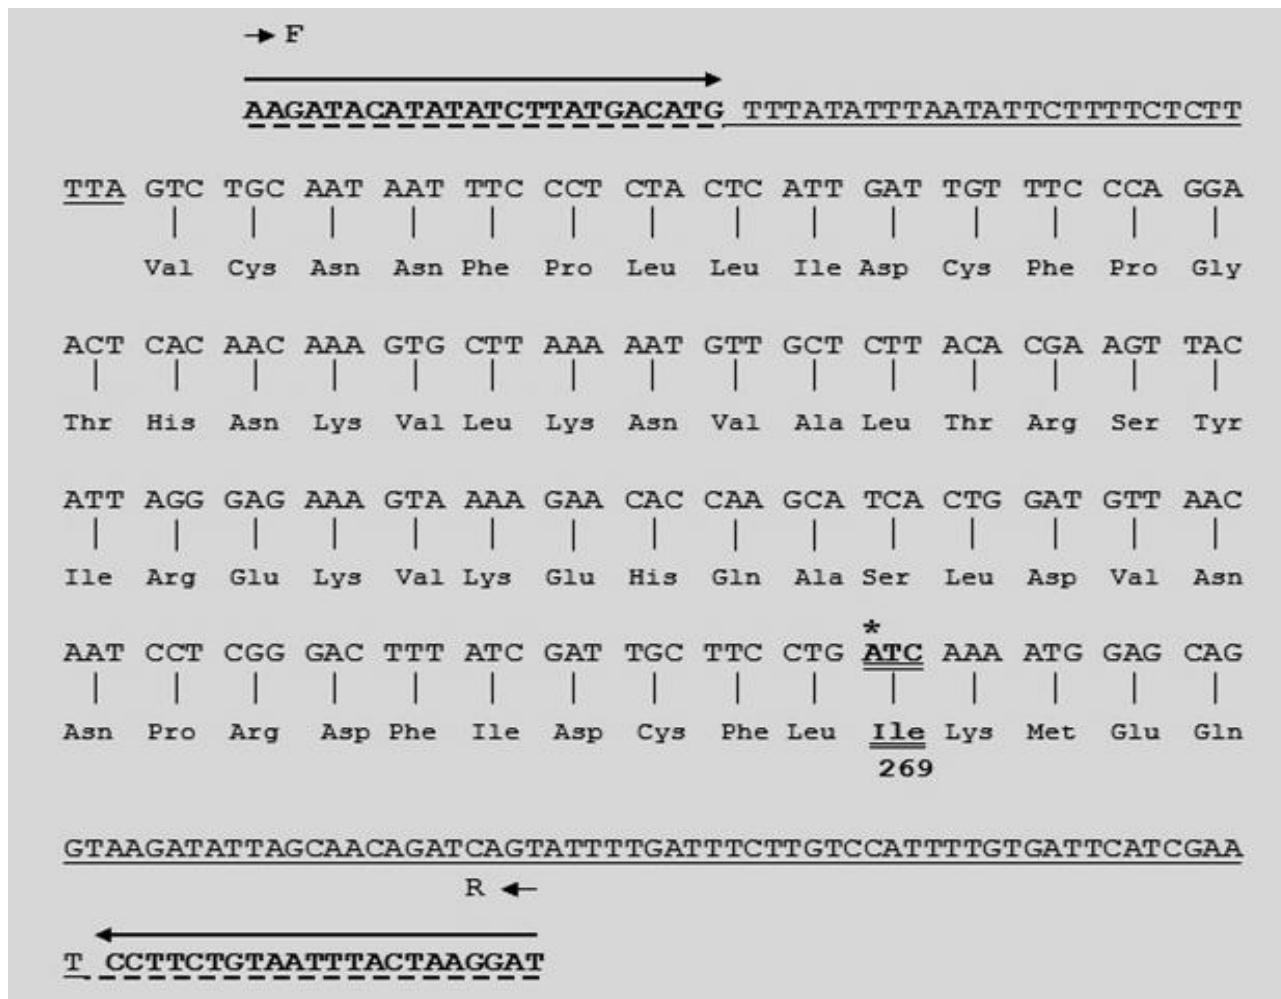 F
AAGATACATATATCTTATGACATG TTTATATTTAATATTCTTTTCTCTT
TTA GTC TGC AAT AAT TTC CCT CTA CTC ATT GAT TGT TTC CCA GGA
Val Cys Asn Asn Phe Pro Leu Leu Ile Asp Cys Phe Pro Gly
ACT CAC AAC AAA GTG CTT AAA AAT GTT GCT CTT ACA CGA AGT TAC
Thr His Asn Lys Val Leu Lys Asn Val Ala Leu Thr Arg Ser Tyr
ATT AGG GAG AAA GTA AAA GAA CAC CAA GCA TCA CTG GAT GTT AAC
Ile Arg Glu Lys Val Lys Glu His Gln Ala Ser Leu Asp Val Asn
*
AAT CCT CGG GAC TTT ATC GAT TGC TTC CTG ATC AAA ATG GAG CAG
Asn Pro Arg Asp Phe Ile Asp Cys Phe Leu Ile Lys Met Glu Gln
269
GTAAGATATTAGCAACAGATCAGTATTTTGATTTCTTGTCCATTTTGTGATTCATCGAA
R
T CCTTCTGTAATTTACTAAGGAT